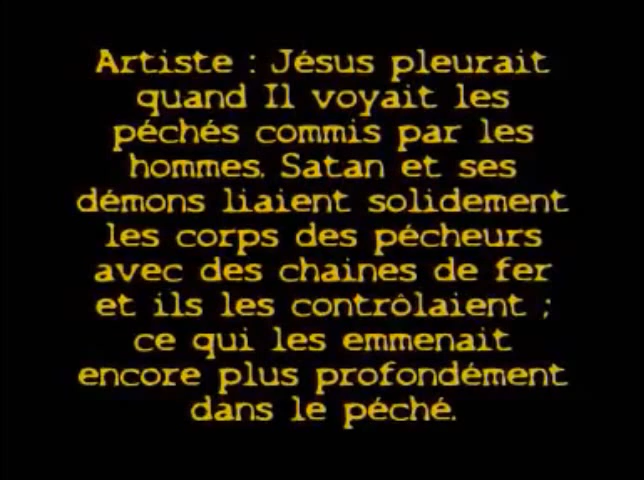 Artiste : Jésus pleurait
quand Il voyait les
péchés commis par les
hommes. Satan et ses
démons liaient solidement
les corps des pécheurs
avec des chaines de fer
et ils les contrôlaient ;
ce qui les emmenait
encore plus profondément
dans le péché.